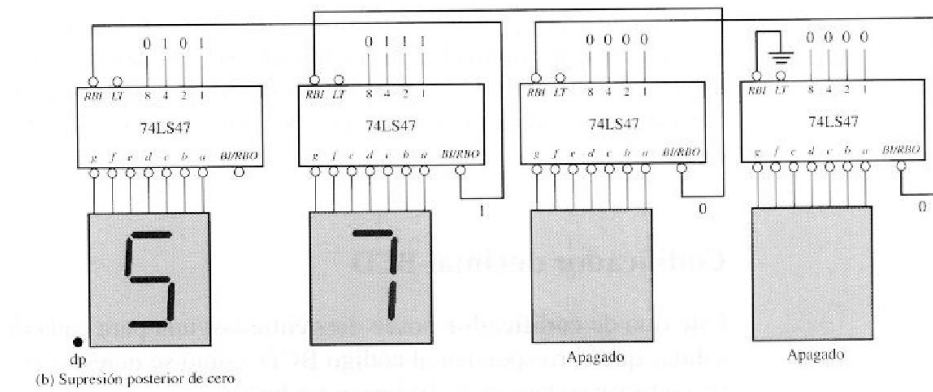 0 1 0 1
0 1 1 1
0 0 0 0
0 0 0 0
RBI LT 8 4 2 1
RBI LT 8 4 2 1
RBI LT 8 4 2 1
RBI LT 8 4 2 1
74LS47
74LS47
74LS47
74LS47
g f e d c b a BI/RBO
g f e d c b a BI/RBO
g f e d c b a BI/RBO
g f e d c b a BI/RBO
1
0
0
5
7
dp
Apagado
Apagado
(b) Supresión posterior de cero